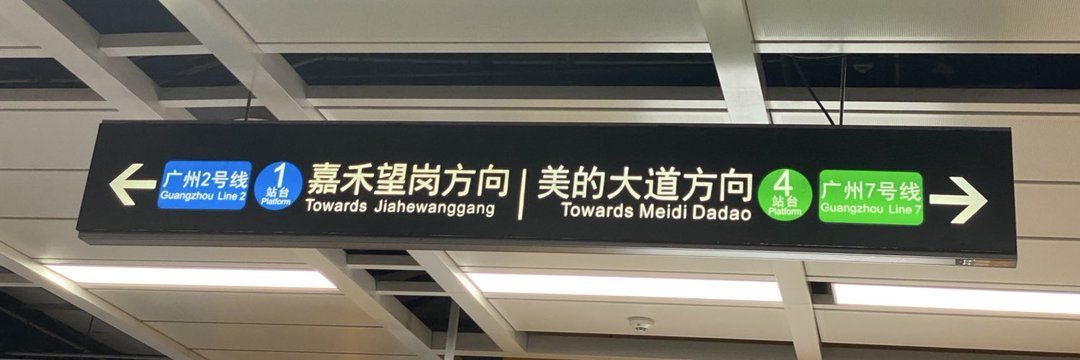 广州2号线
Guangzhou Line 2
1
站台
Platform
嘉禾望岗方向
Towards Jiahewanggang
美的大道方向
Towards Meidi Dadao
4
站台
Platform
广州7号线
Guangzhou Line 7